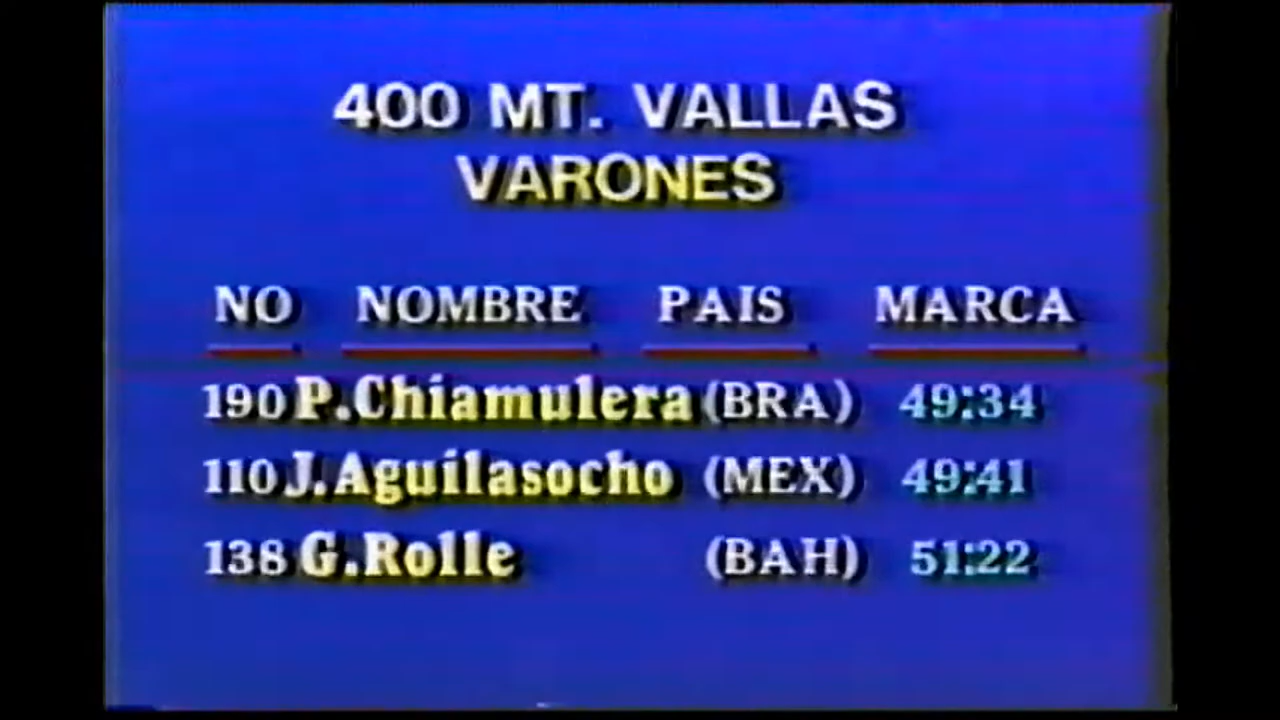 400 MT. VALLAS
VARONES
NO NOMBRE PAIS MARCA
190 P.Chiamulera (BRA) 49:34
110 J.Aguilasocho (MEX) 49:41
138 G.Rolle (BAH) 51:22